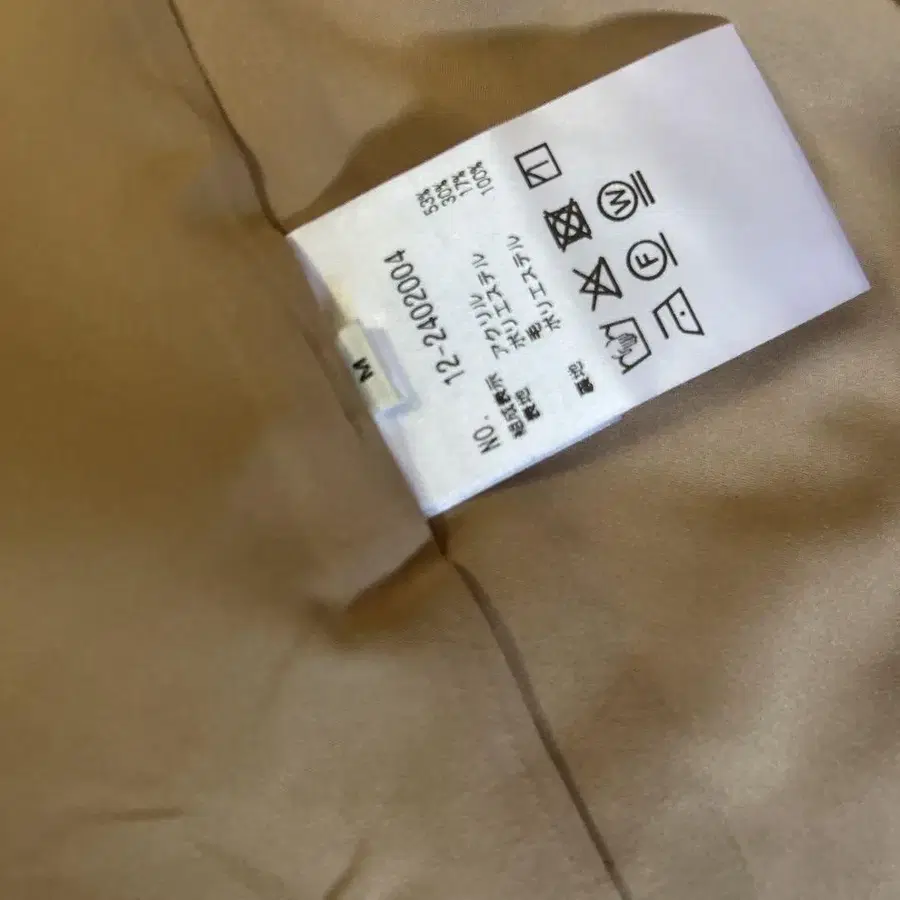 M
NO. 12-2402004
組成表示
表地 アクリル 53%
ポリエステル 30%
毛 17%
裏地 ポリエステル 100%
W
F